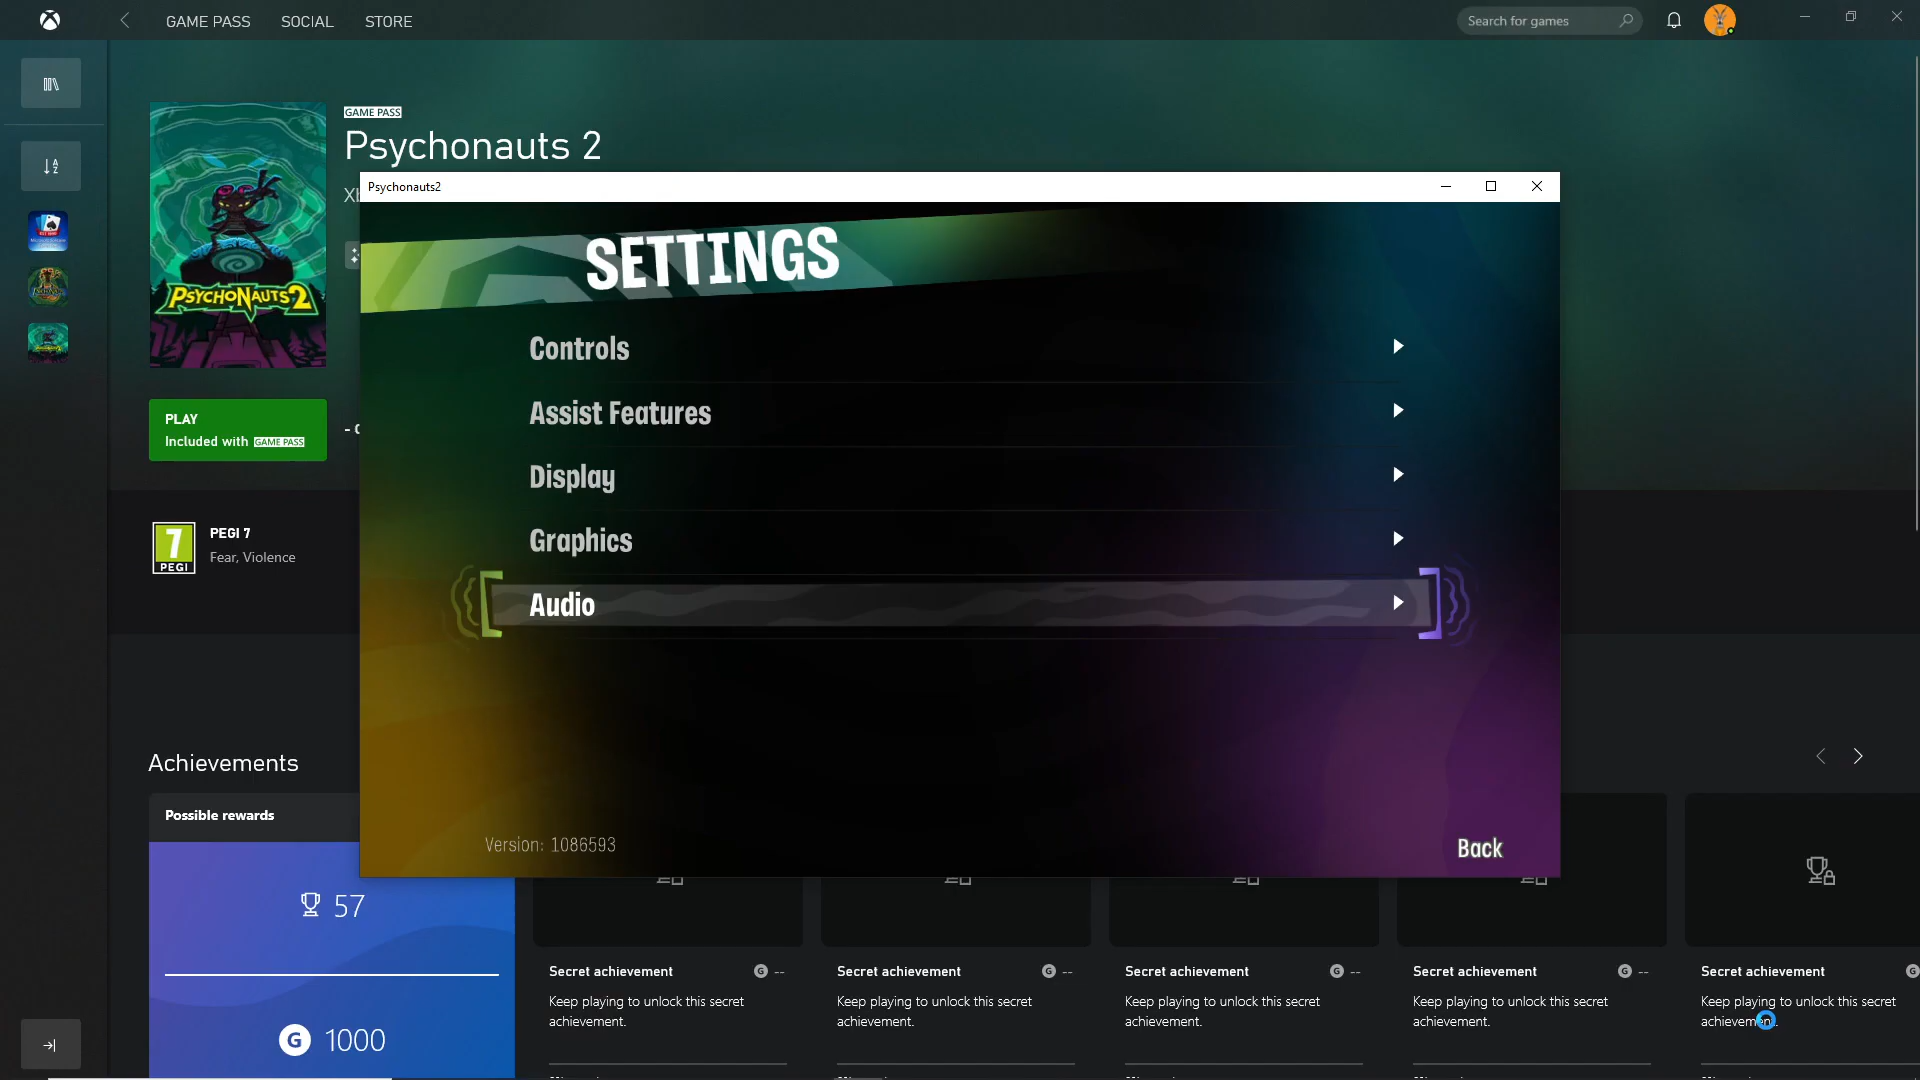 GAME PASS
SOCIAL
STORE
Search for games
GAME PASS
Psychonauts 2
PSYCHONAUTS 2
PLAY
Included with GAME PASS
7
PEGI
PEGI 7
Fear, Violence
Psychonauts2
SETTINGS
Controls
Assist Features
Display
Graphics
Audio
Version: 1086593
Back
Achievements
Possible rewards
57
G 1000
Secret achievement
G --
Keep playing to unlock this secret
achievement.
Secret achievement
G --
Keep playing to unlock this secret
achievement.
Secret achievement
G --
Keep playing to unlock this secret
achievement.
Secret achievement
G --
Keep playing to unlock this secret
achievement.
Secret achievement
G
Keep playing to unlock this secret
achievement.